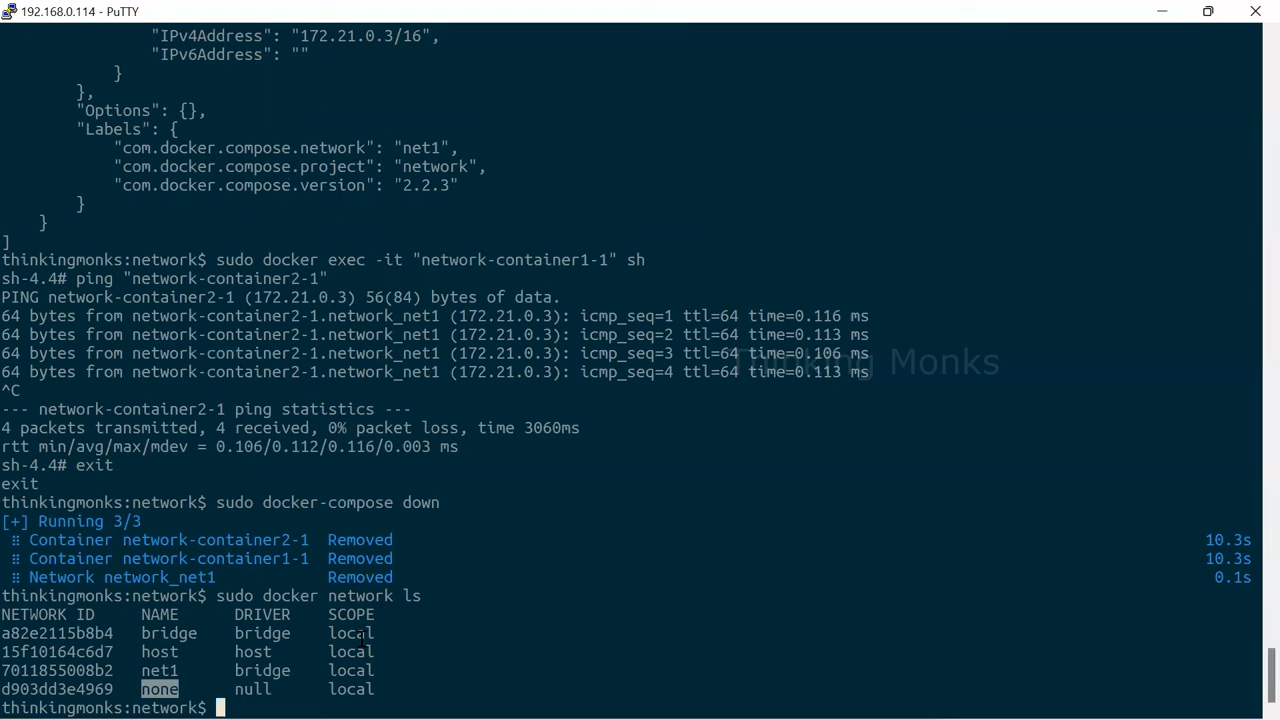 192.168.0.114 - PuTTY
"IPv4Address": "172.21.0.3/16",
"IPv6Address": ""
}
},
"Options": {},
"Labels": {
"com.docker.compose.network": "net1",
"com.docker.compose.project": "network",
"com.docker.compose.version": "2.2.3"
}
}
]
thinkingmonks:network$ sudo docker exec -it "network-container1-1" sh
sh-4.4# ping "network-container2-1"
PING network-container2-1 (172.21.0.3) 56(84) bytes of data.
64 bytes from network-container2-1.network_net1 (172.21.0.3): icmp_seq=1 ttl=64 time=0.116 ms
64 bytes from network-container2-1.network_net1 (172.21.0.3): icmp_seq=2 ttl=64 time=0.113 ms
64 bytes from network-container2-1.network_net1 (172.21.0.3): icmp_seq=3 ttl=64 time=0.106 ms
Thinking Monks
64 bytes from network-container2-1.network_net1 (172.21.0.3): icmp_seq=4 ttl=64 time=0.113 ms
^C
--- network-container2-1 ping statistics ---
4 packets transmitted, 4 received, 0% packet loss, time 3060ms
rtt min/avg/max/mdev = 0.106/0.112/0.116/0.003 ms
sh-4.4# exit
exit
thinkingmonks:network$ sudo docker-compose down
[+] Running 3/3
⠿ Container network-container2-1 Removed 10.3s
⠿ Container network-container1-1 Removed 10.3s
⠿ Network network_net1 Removed 0.1s
thinkingmonks:network$ sudo docker network ls
NETWORK ID NAME DRIVER SCOPE
a82e2115b8b4 bridge bridge local
15f10164c6d7 host host local
7011855008b2 net1 bridge local
d903dd3e4969 none null local
thinkingmonks:network$